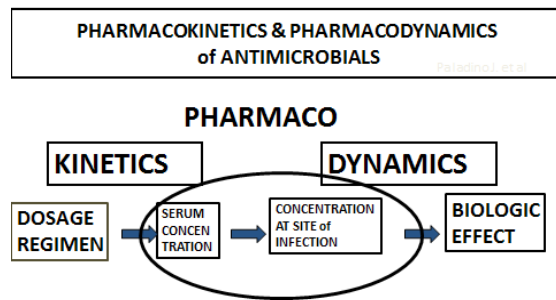 PHARMACOKINETICS & PHARMACODYNAMICS
of ANTIMICROBIALS
Paladino J. et al
PHARMACO
KINETICS
DYNAMICS
DOSAGE
REGIMEN
SERUM
CONCEN
TRATION
CONCENTRATION
AT SITE of
INFECTION
BIOLOGIC
EFFECT